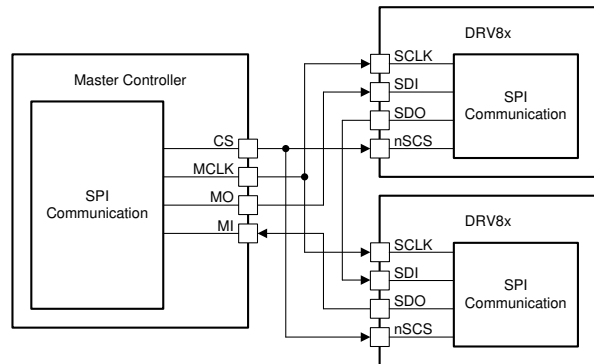 Master Controller
SPI
Communication
CS
MCLK
MO
MI
DRV8x
SCLK
SDI
SDO
nSCS
SPI
Communication
DRV8x
SCLK
SDI
SDO
nSCS
SPI
Communication